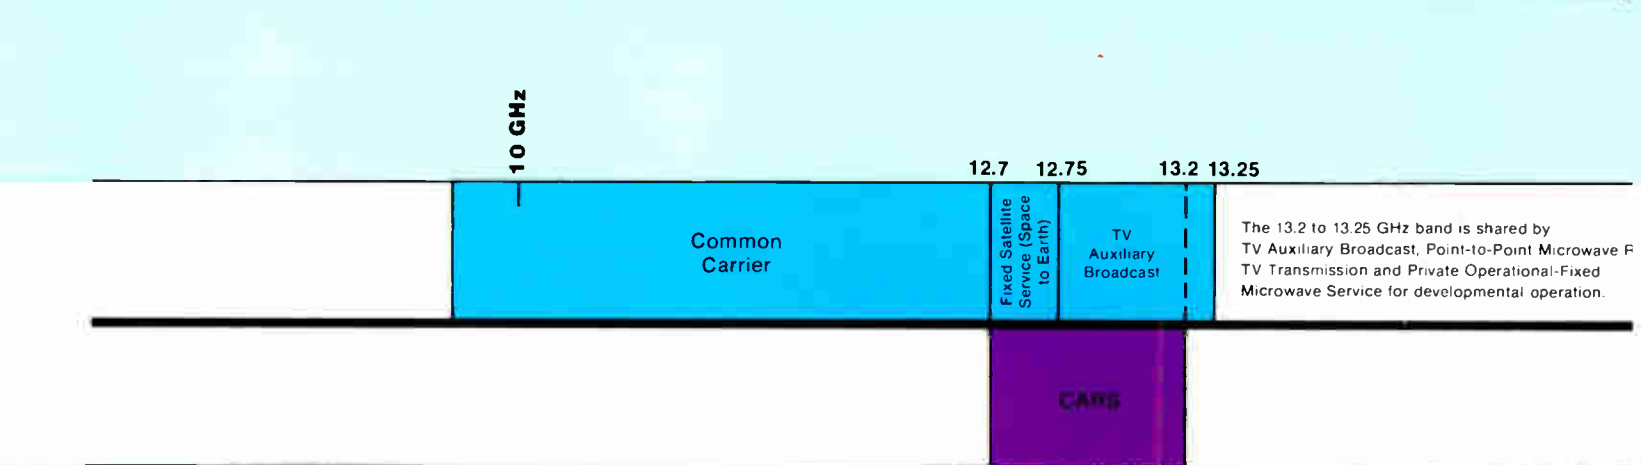 10 GHz
12.7
12.75
13.2
13.25
Common
Carrier
Fixed Satellite
Service (Space
to Earth)
TV
Auxiliary
Broadcast
The 13.2 to 13.25 GHz band is shared by
TV Auxiliary Broadcast, Point-to-Point Microwave
TV Transmission and Private Operational-Fixed
Microwave Service for developmental operation.
CARS